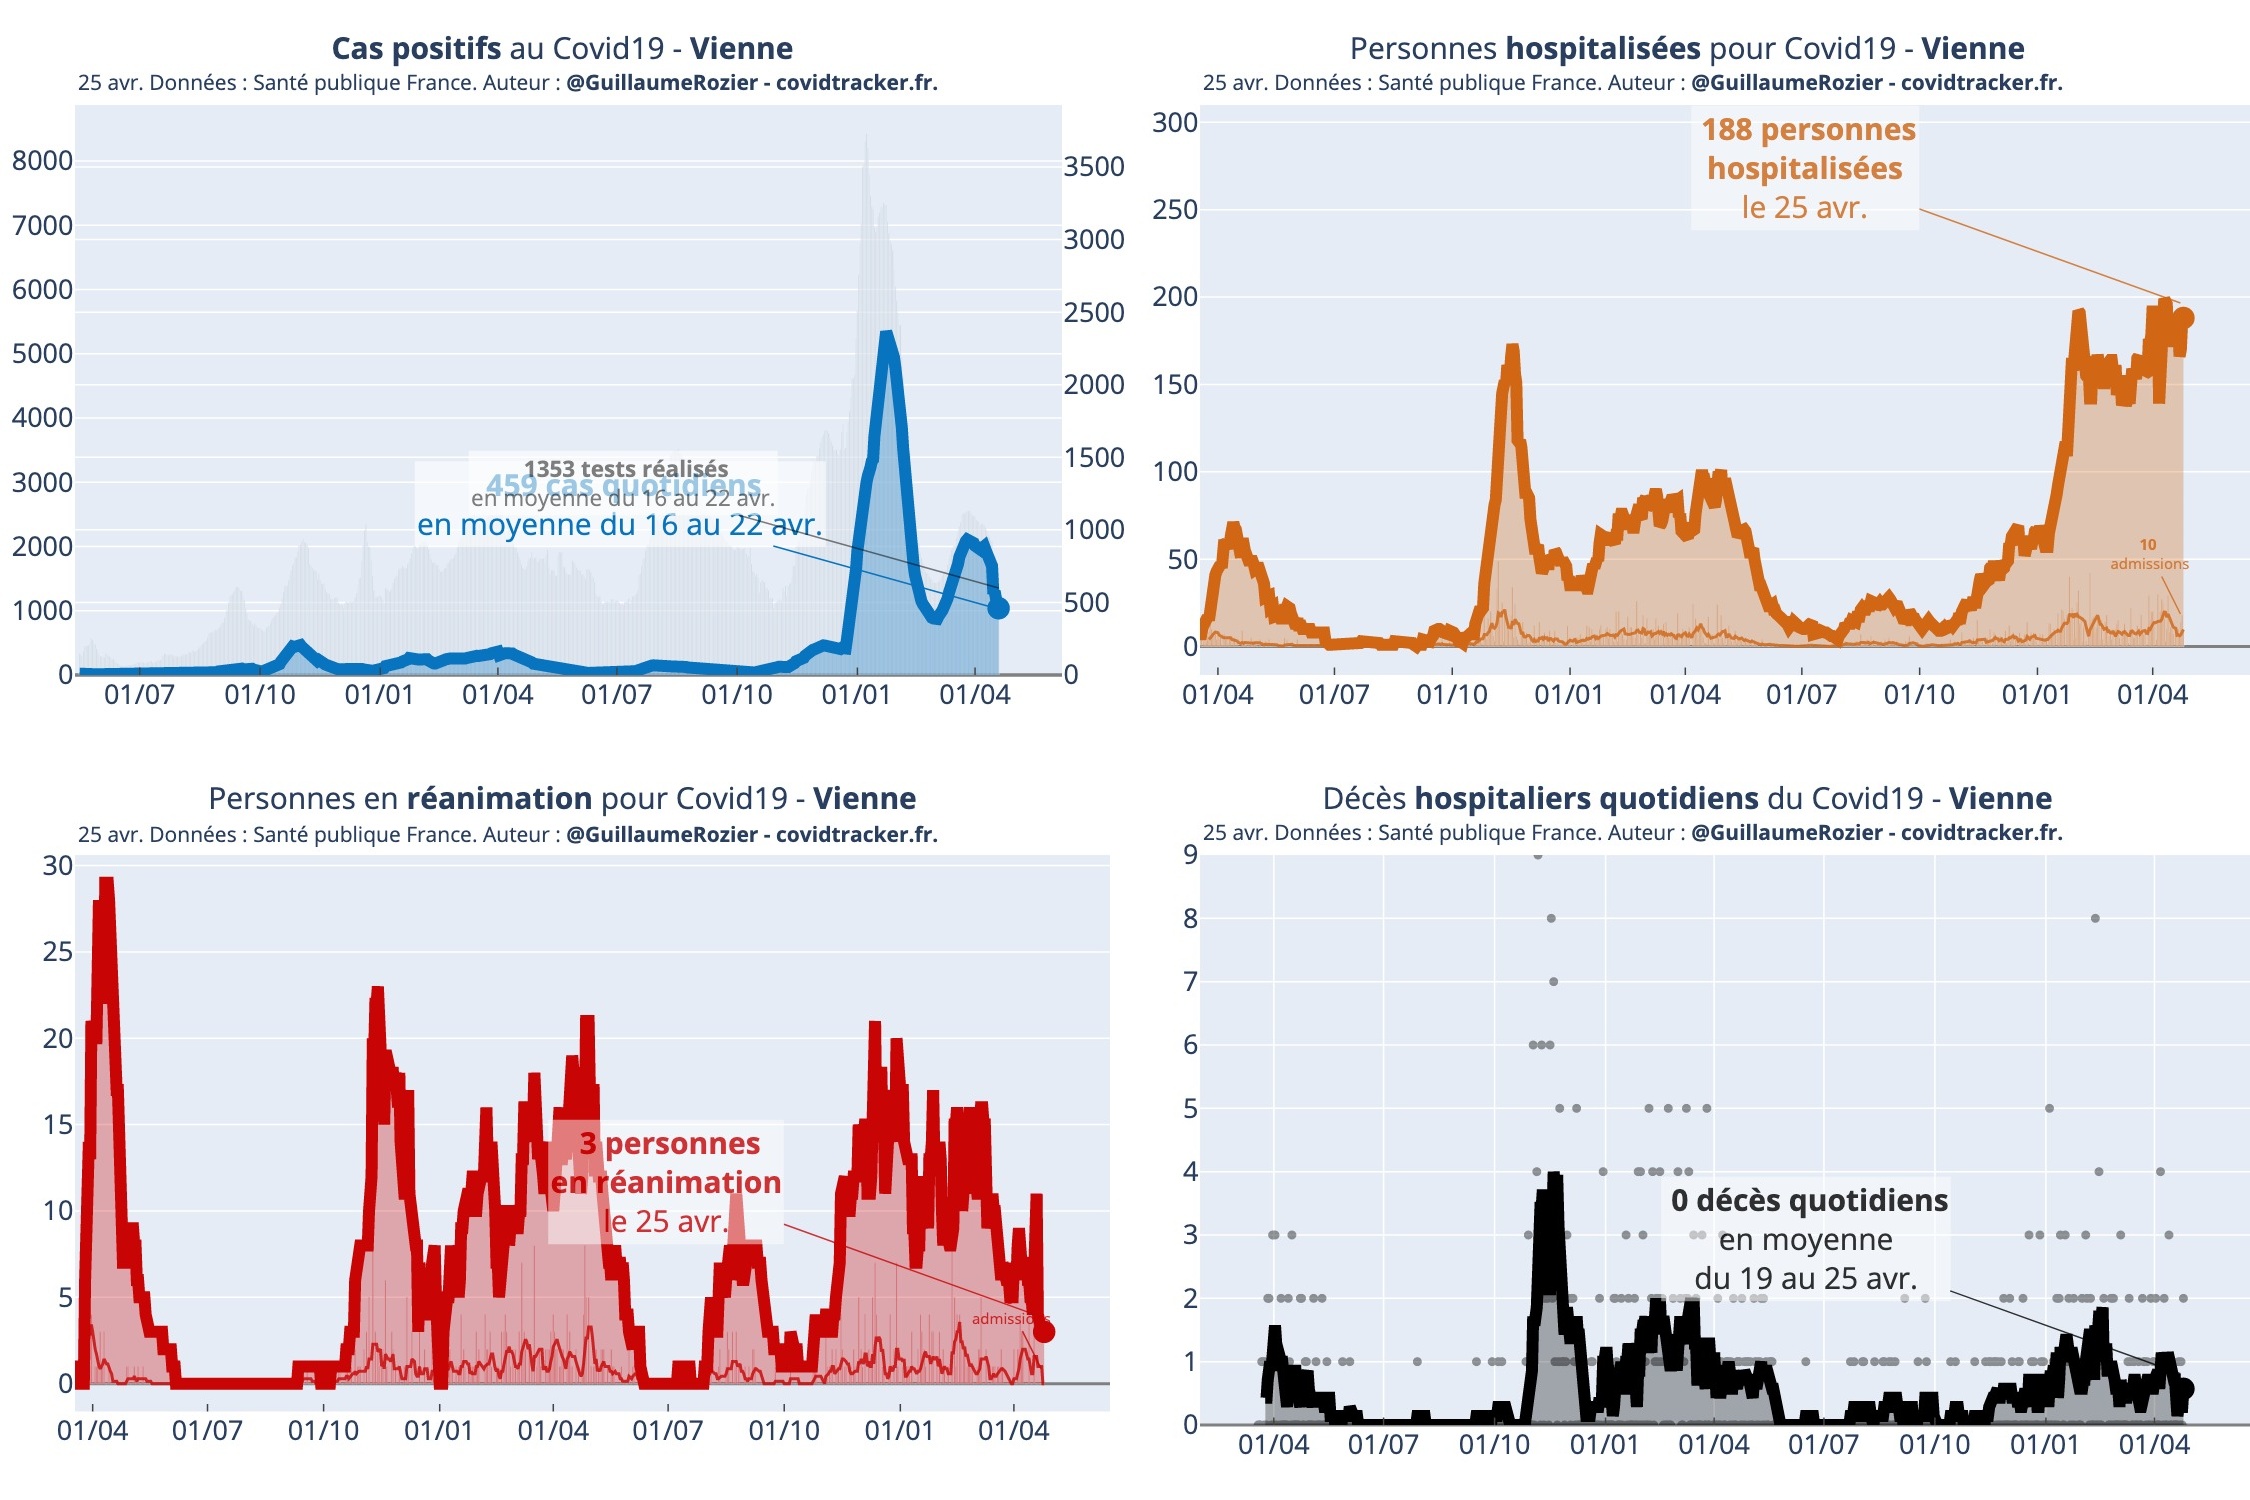 Cas positifs au Covid19 - Vienne
25 avr. Données : Santé publique France. Auteur : @GuillaumeRozier - covidtracker.fr.
8000
7000
6000
5000
4000
3000
2000
1000
0
3500
3000
2500
2000
1500
1000
500
0
1353 tests réalisés
en moyenne du 16 au 22 avr.
459 cas quotidiens
en moyenne du 16 au 22 avr.
01/07 01/10 01/01 01/04 01/07 01/10 01/01 01/04
Personnes hospitalisées pour Covid19 - Vienne
25 avr. Données : Santé publique France. Auteur : @GuillaumeRozier - covidtracker.fr.
300
250
200
150
100
50
0
188 personnes
hospitalisées
le 25 avr.
10
admissions
01/04 01/07 01/10 01/01 01/04 01/07 01/10 01/01 01/04
Personnes en réanimation pour Covid19 - Vienne
25 avr. Données : Santé publique France. Auteur : @GuillaumeRozier - covidtracker.fr.
30
25
20
15
10
5
0
3 personnes
en réanimation
le 25 avr.
admissions
01/04 01/07 01/10 01/01 01/04 01/07 01/10 01/01 01/04
Décès hospitaliers quotidiens du Covid19 - Vienne
25 avr. Données : Santé publique France. Auteur : @GuillaumeRozier - covidtracker.fr.
9
8
7
6
5
4
3
2
1
0
0 décès quotidiens
en moyenne
du 19 au 25 avr.
01/04 01/07 01/10 01/01 01/04 01/07 01/10 01/01 01/04